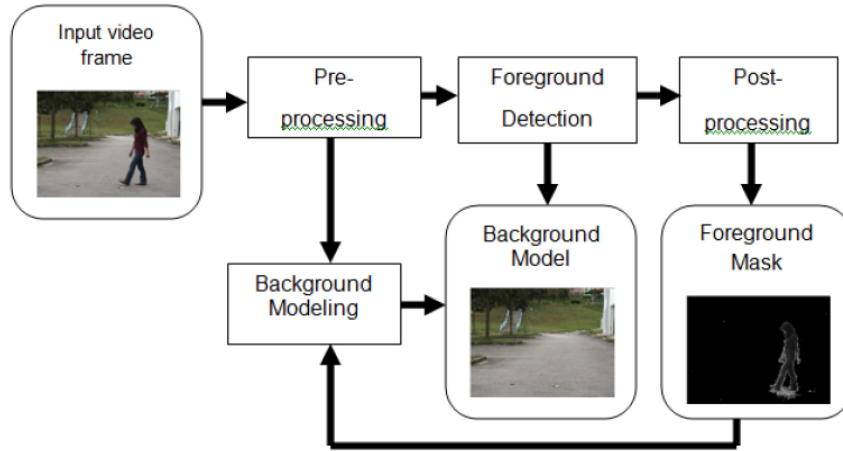 Input video
frame
Pre-
processing
Foreground
Detection
Post-
processing
Background
Modeling
Background
Model
Foreground
Mask